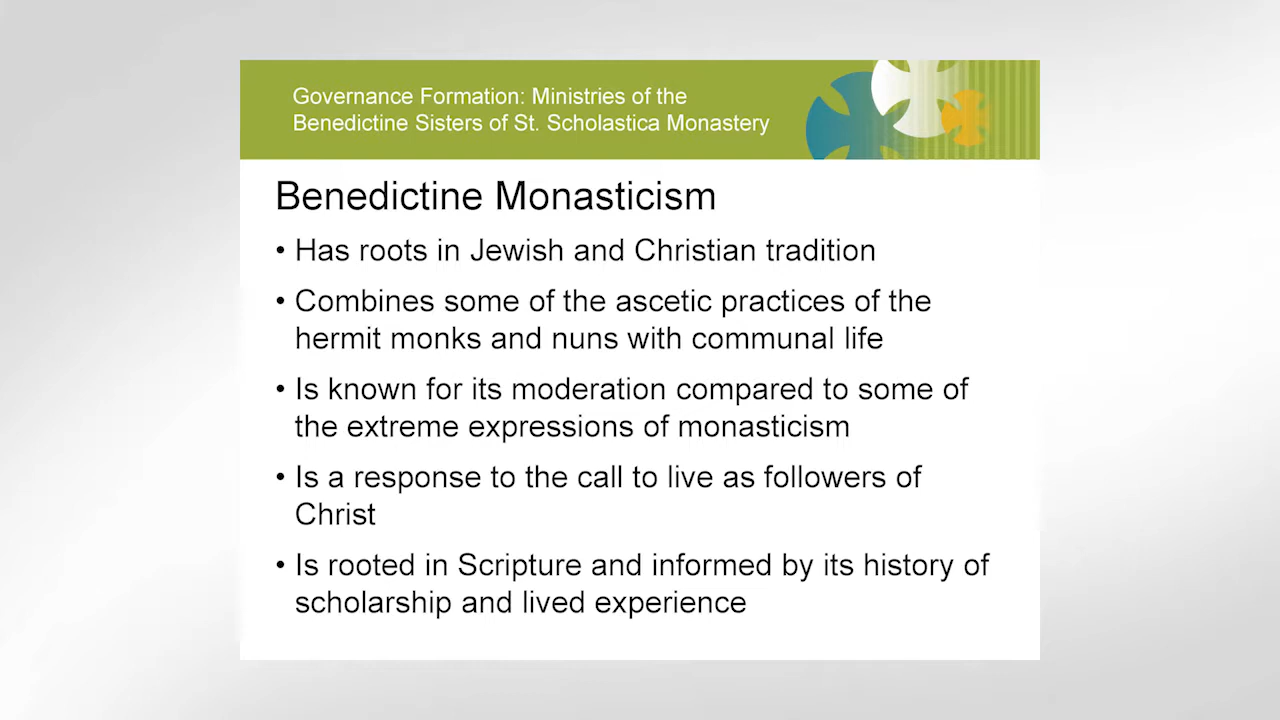 Governance Formation: Ministries of the
Benedictine Sisters of St. Scholastica Monastery
Benedictine Monasticism
• Has roots in Jewish and Christian tradition
• Combines some of the ascetic practices of the
hermit monks and nuns with communal life
• Is known for its moderation compared to some of
the extreme expressions of monasticism
• Is a response to the call to live as followers of
Christ
• Is rooted in Scripture and informed by its history of
scholarship and lived experience